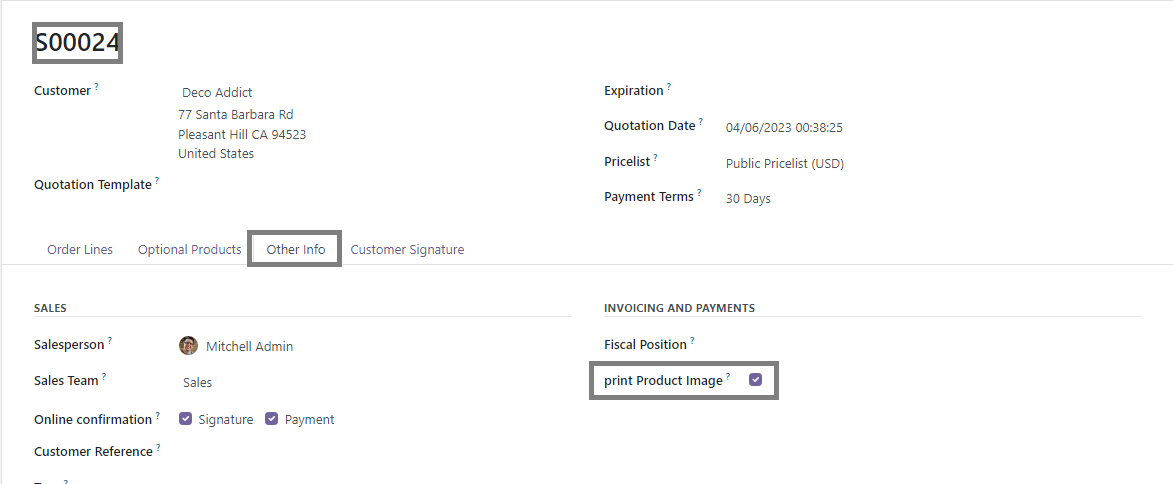 S00024
Customer ?
Deco Addict
77 Santa Barbara Rd
Pleasant Hill CA 94523
United States
Quotation Template ?
Expiration ?
Quotation Date ? 04/06/2023 00:38:25
Pricelist ? Public Pricelist (USD)
Payment Terms ? 30 Days
Order Lines Optional Products Other Info Customer Signature
SALES
Salesperson ? Mitchell Admin
Sales Team ? Sales
Online confirmation ? Signature Payment
Customer Reference ?
INVOICING AND PAYMENTS
Fiscal Position ?
print Product Image ?